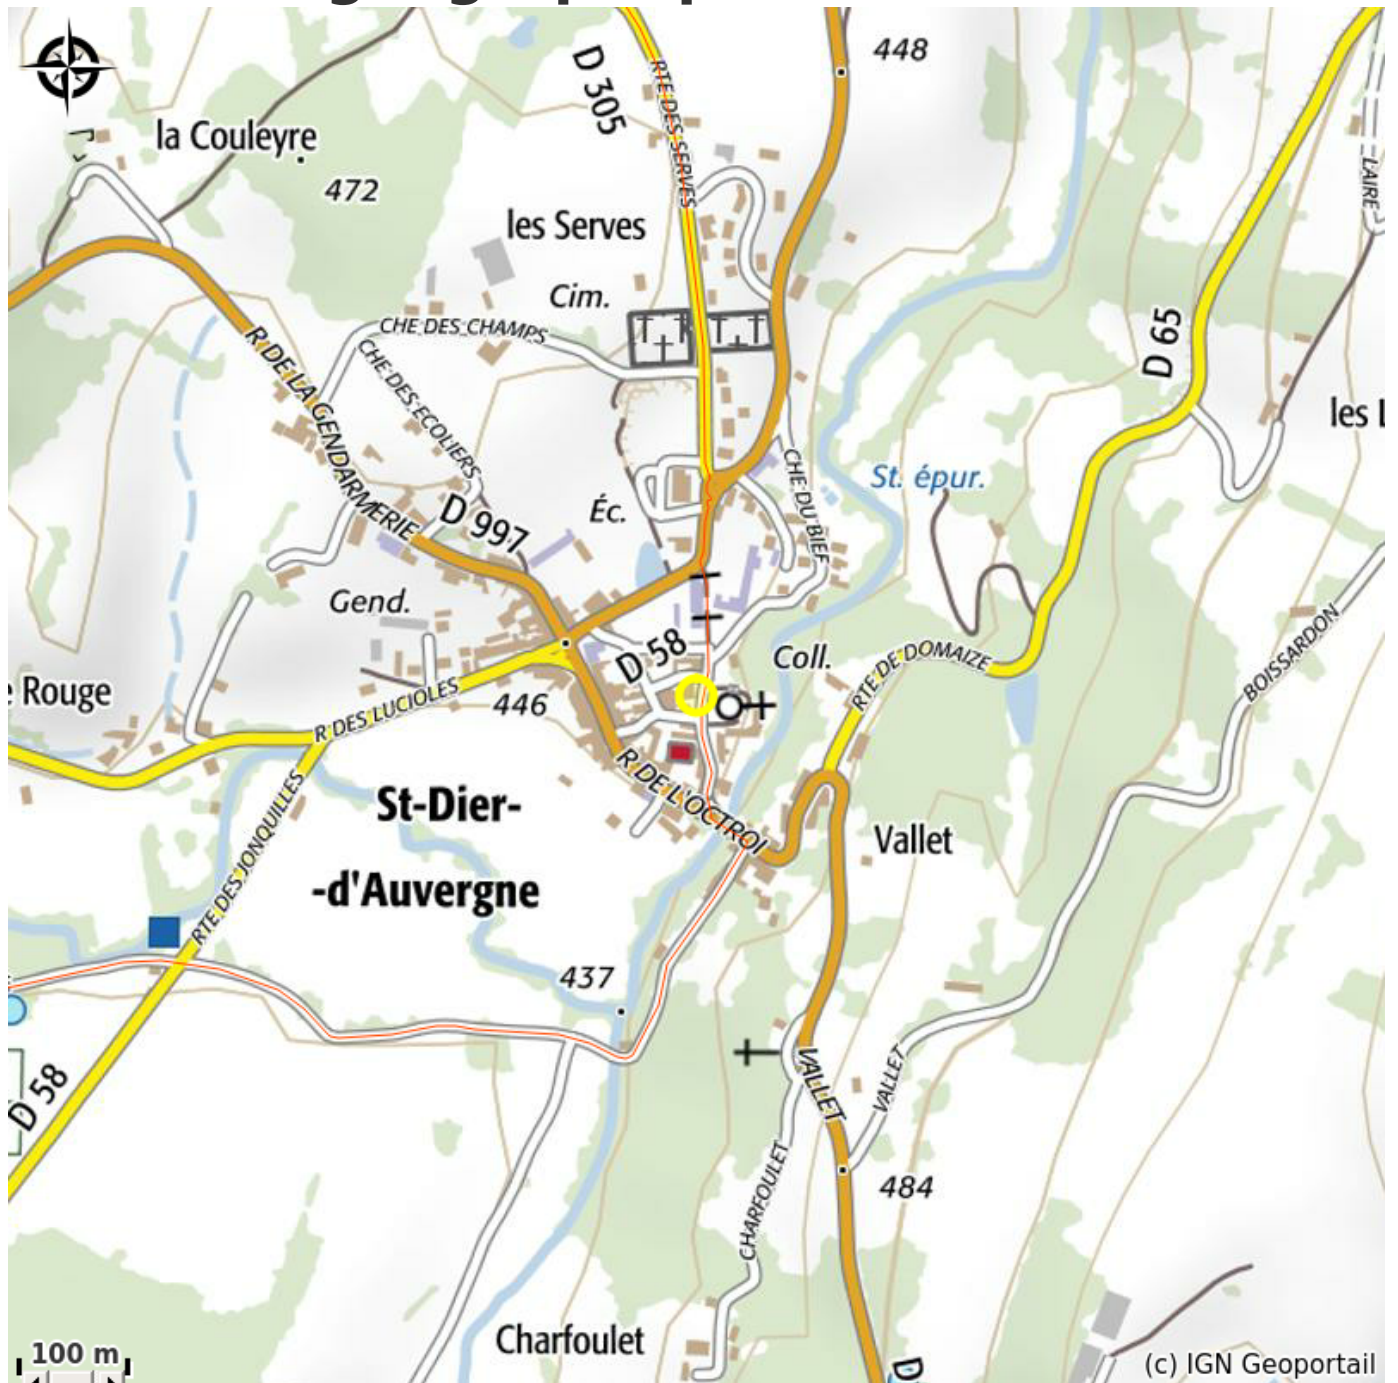 448
D 305
RTE DES SERVES
la Couleyre
472
LAIRE
les Serves
Cim.
CHE DES CHAMPS
D 65
R DE LA GENDARMERIE
CHE DES ECOLIERS
les L
CHE DU BIEF
St. épur.
Éc.
D 997
Gend.
D 58
Coll.
RTE DE DOMAIZE
BOISSARDON
Rouge
R DES LUCIOLES
446
R DE L'OCTROI
St-Dier-
-d'Auvergne
RTE DES JONQUILLES
Vallet
437
VALLET
VALLET
D 58
CHARFOULET
484
Charfoulet
100 m
(c) IGN Geoportail